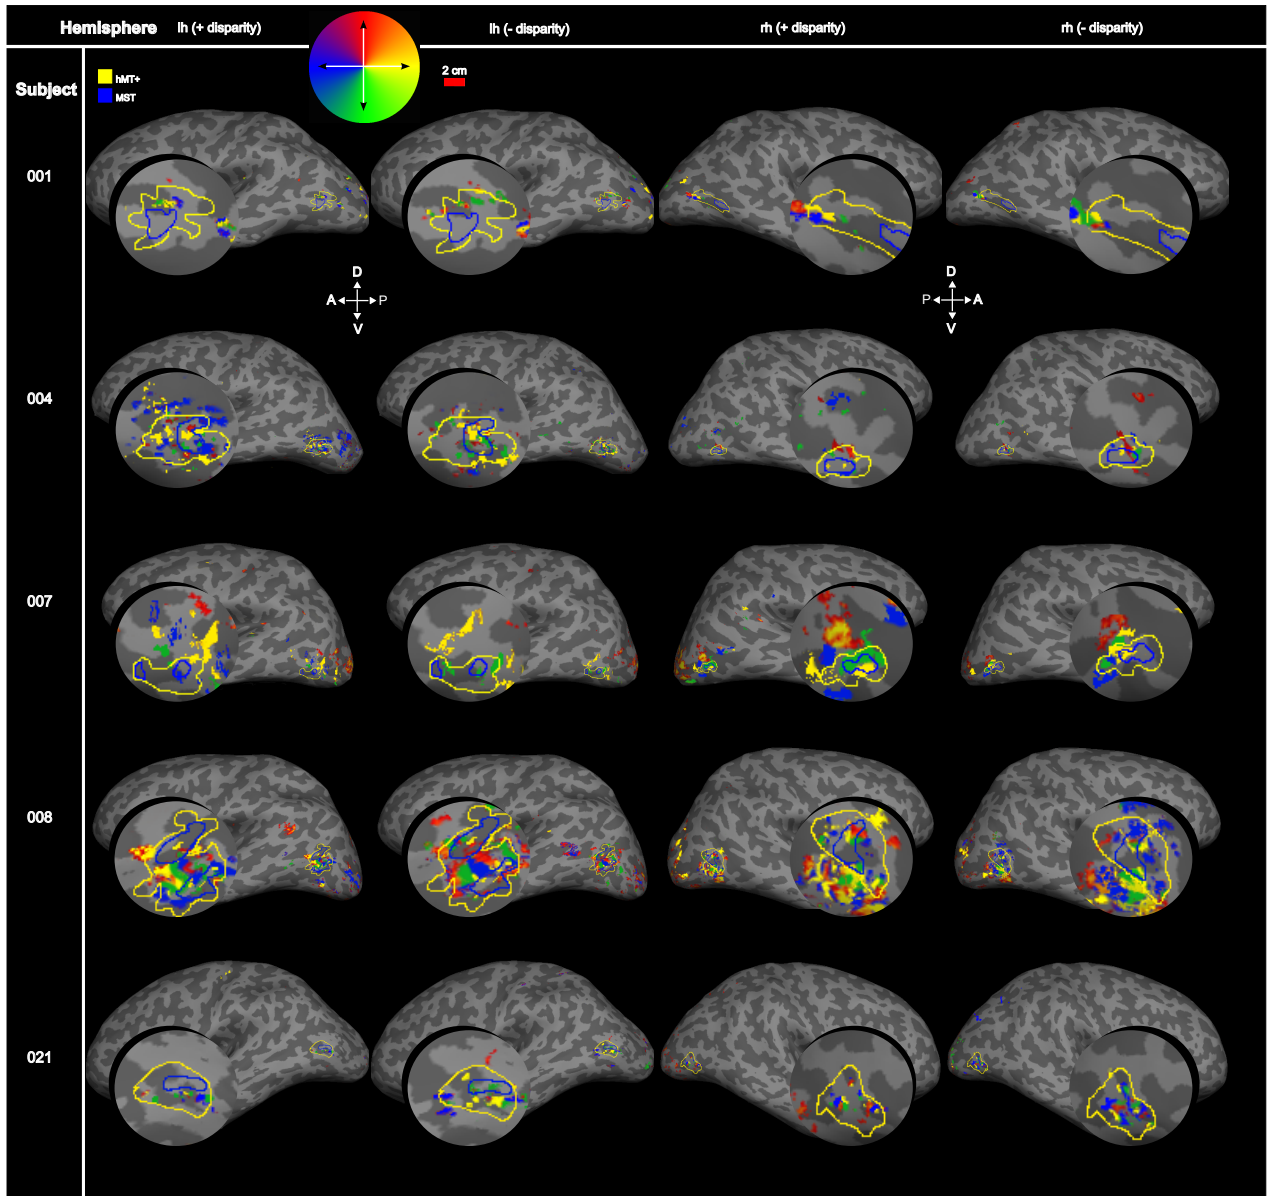 Hemisphere lh (+ disparity) lh (- disparity) rh (+ disparity) rh (- disparity)
2 cm
hMT+
Subject
MST
001
D
A P
V
D
P A
V
004
007
008
021